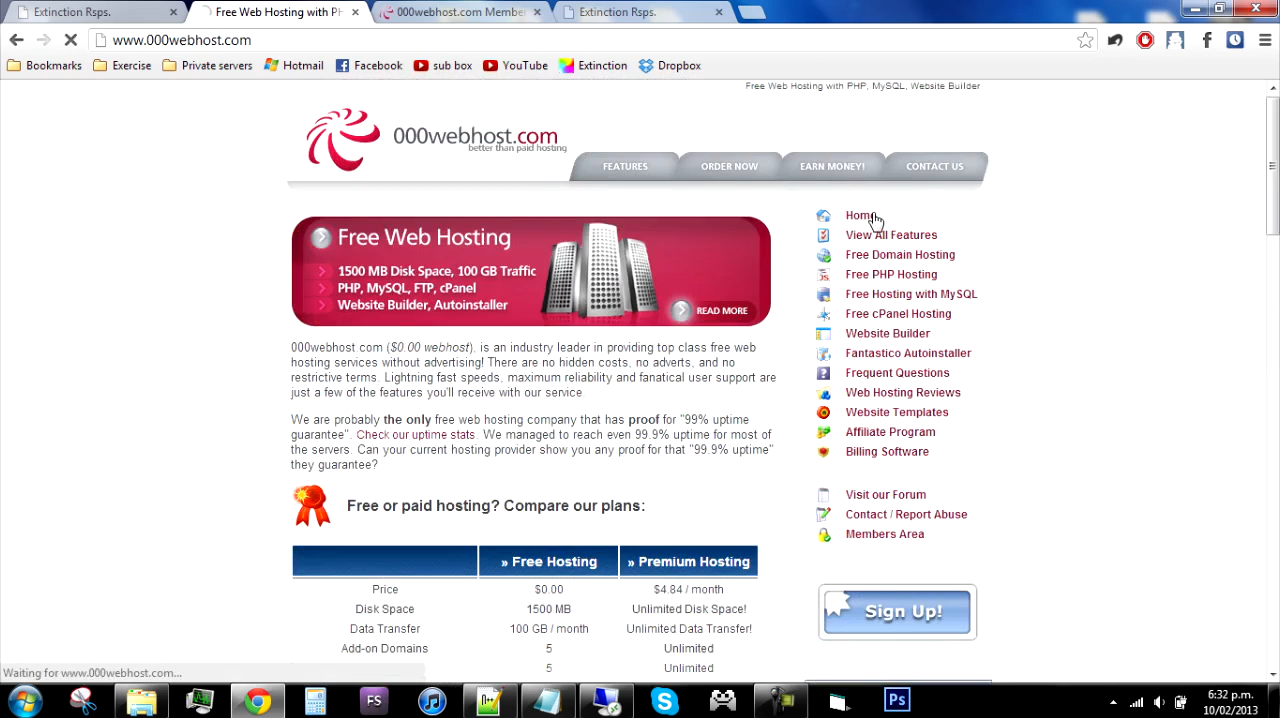 Extinction Rsps.
Free Web Hosting with PH
000webhost.com Membe
Extinction Rsps.
www.000webhost.com
Bookmarks
Exercise
Private servers
Hotmail
Facebook
sub box
YouTube
Extinction
Dropbox
Free Web Hosting with PHP, MySQL, Website Builder
000webhost.com
better than paid hosting
FEATURES
ORDER NOW
EARN MONEY!
CONTACT US
Free Web Hosting
1500 MB Disk Space, 100 GB Traffic
PHP, MySQL, FTP, cPanel
Website Builder, Autoinstaller
READ MORE
Home
View All Features
Free Domain Hosting
Free PHP Hosting
Free Hosting with MySQL
Free cPanel Hosting
Website Builder
Fantastico Autoinstaller
Frequent Questions
Web Hosting Reviews
Website Templates
Affiliate Program
Billing Software
Visit our Forum
Contact / Report Abuse
Members Area
Sign Up!
000webhost.com ($0.00 webhost), is an industry leader in providing top class free web
hosting services without advertising! There are no hidden costs, no adverts, and no
restrictive terms. Lightning fast speeds, maximum reliability and fanatical user support are
just a few of the features you'll receive with our service
We are probably the only free web hosting company that has proof for "99% uptime
guarantee". Check our uptime stats. We managed to reach even 99.9% uptime for most of
the servers. Can your current hosting provider show you any proof for that "99.9% uptime"
they guarantee?
Free or paid hosting? Compare our plans:
» Free Hosting » Premium Hosting
Price $0.00 $4.84 / month
Disk Space 1500 MB Unlimited Disk Space!
Data Transfer 100 GB / month Unlimited Data Transfer!
Add-on Domains 5 Unlimited
5 Unlimited
Waiting for www.000webhost.com...
FS
Ps
6:32 p.m.
10/02/2013